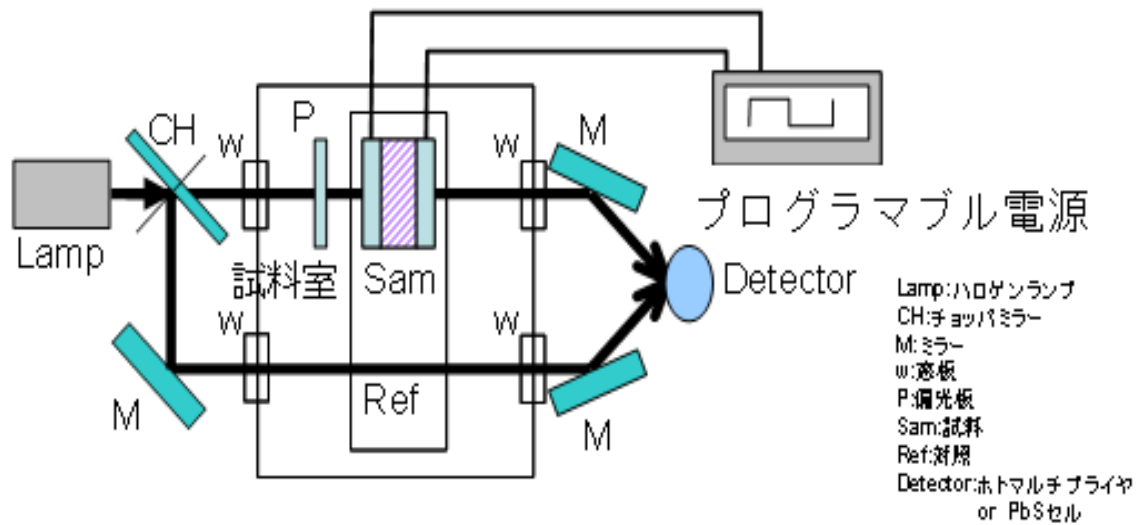 CH
P
w
w
M
Lamp
試料室
Sam
プログラマブル電源
Detector
w
w
M
Ref
M
Lamp:ハロゲンランプ
CH:チョッパミラー
M:ミラー
w:窓板
P:偏光板
Sam:試料
Ref:対照
Detector:ホトマルチプライヤ
or PbSセル